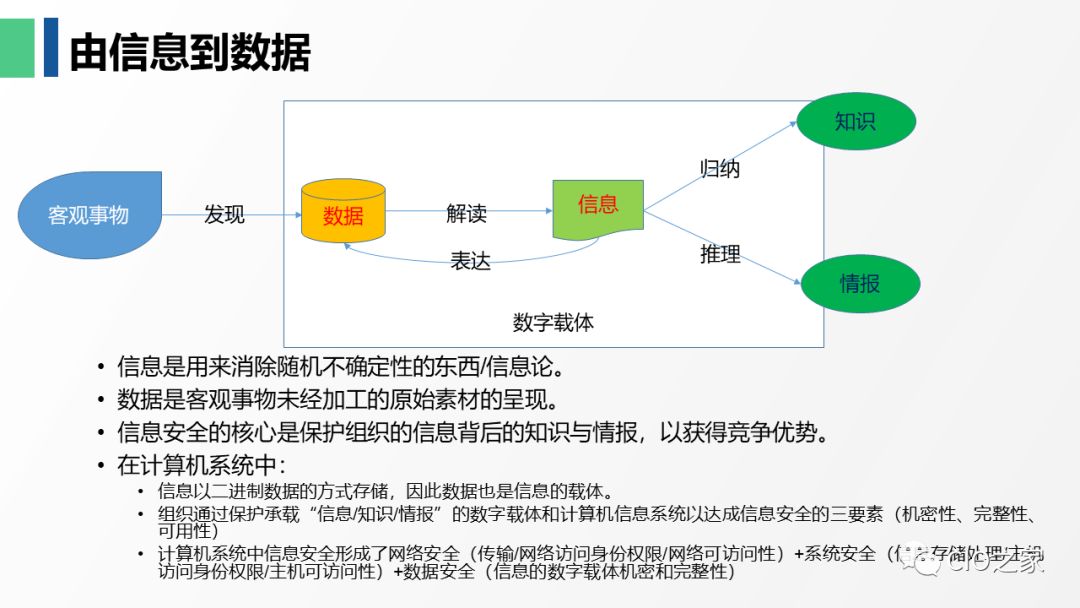 由信息到数据
知识
归纳
客观事物
发现
数据
解读
信息
表达
推理
情报
数字载体
• 信息是用来消除随机不确定性的东西/信息论。
• 数据是客观事物未经加工的原始素材的呈现。
• 信息安全的核心是保护组织的信息背后的知识与情报，以获得竞争优势。
• 在计算机系统中：
• 信息以二进制数据的方式存储，因此数据也是信息的载体。
• 组织通过保护承载“信息/知识/情报”的数字载体和计算机信息系统以达成信息安全的三要素（机密性、完整性、
可用性）
• 计算机系统中信息安全形成了网络安全（传输/网络访问身份权限/网络可访问性）+系统安全（信 存储处理/主机
访问身份权限/主机可访问性）+数据安全（信息的数字载体机密和完整性）
CIO之家